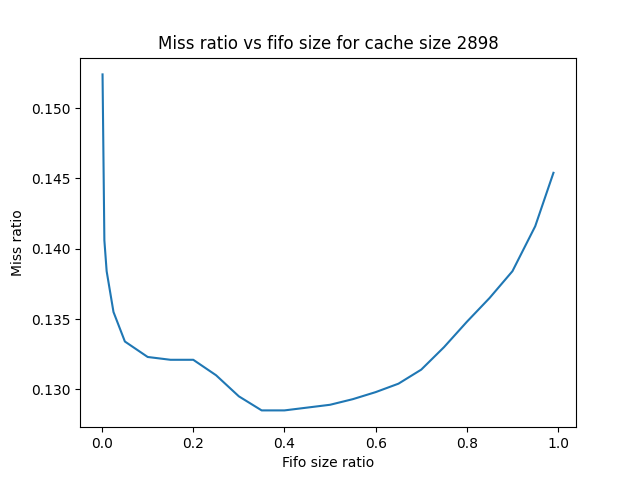 Miss ratio vs fifo size for cache size 2898
0.150
0.145
0.140
0.135
0.130
Miss ratio
0.0 0.2 0.4 0.6 0.8 1.0
Fifo size ratio